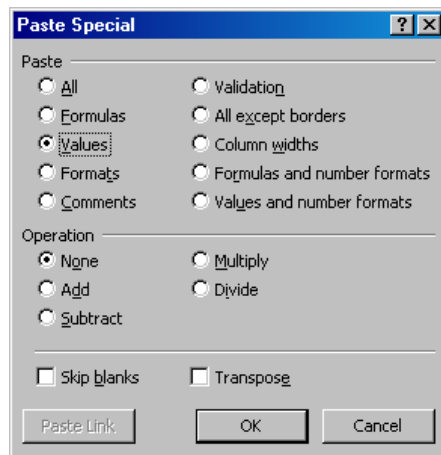 Paste Special ? X
Paste
All Validation
Formulas All except borders
Values Column widths
Formats Formulas and number formats
Comments Values and number formats
Operation
None Multiply
Add Divide
Subtract
Skip blanks Transpose
Paste Link OK Cancel